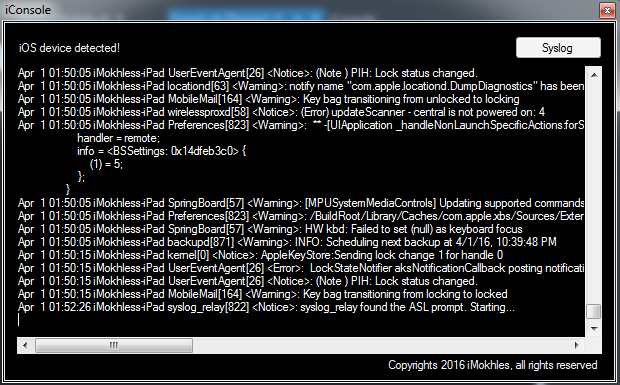 iConsole
iOS device detected!
Syslog
Apr 1 01:50:05 iMokhless-iPad UserEventAgent[26] <Notice>: (Note ) PIH: Lock status changed.
Apr 1 01:50:05 iMokhless-iPad locationd[63] <Warning>: notify name "com.apple.locationd.DumpDiagnostics" has been
Apr 1 01:50:05 iMokhless-iPad MobileMail[164] <Warning>: Key bag transitioning from unlocked to locking
Apr 1 01:50:05 iMokhless-iPad wirelessproxd[58] <Notice>: (Error) updateScanner - central is not powered on: 4
Apr 1 01:50:05 iMokhless-iPad Preferences[823] <Warning>: ** -[UIApplication _handleNonLaunchSpecificActions:forS
handler = remote;
info = <BSSettings: 0x14dfeb3c0> {
(1) = 5;
};
}
Apr 1 01:50:05 iMokhless-iPad SpringBoard[57] <Warning>: [MPUSystemMediaControls] Updating supported commands
Apr 1 01:50:05 iMokhless-iPad Preferences[823] <Warning>: /BuildRoot/Library/Caches/com.apple.xbs/Sources/Exter
Apr 1 01:50:05 iMokhless-iPad SpringBoard[57] <Warning>: HW kbd: Failed to set (null) as keyboard focus
Apr 1 01:50:05 iMokhless-iPad backupd[871] <Warning>: INFO: Scheduling next backup at 4/1/16, 10:39:48 PM
Apr 1 01:50:15 iMokhless-iPad kernel[0] <Notice>: AppleKeyStore:Sending lock change 1 for handle 0
Apr 1 01:50:15 iMokhless-iPad UserEventAgent[26] <Error>: LockStateNotifier aksNotificationCallback posting notificati
Apr 1 01:50:15 iMokhless-iPad UserEventAgent[26] <Notice>: (Note ) PIH: Lock status changed.
Apr 1 01:50:15 iMokhless-iPad MobileMail[164] <Warning>: Key bag transitioning from locking to locked
Apr 1 01:52:26 iMokhless-iPad syslog_relay[822] <Notice>: syslog_relay found the ASL prompt. Starting...
Copyrights 2016 iMokhles, all rights reserved